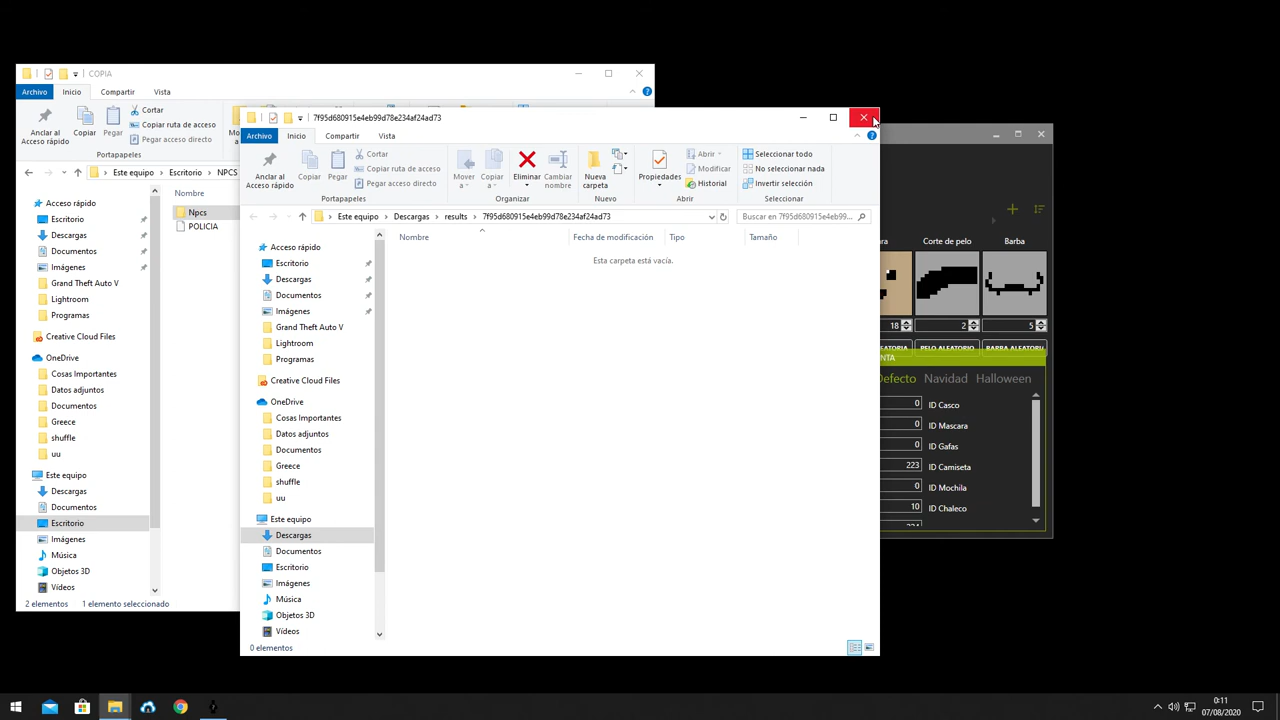 COPIA
Archivo Inicio Compartir Vista
Anclar al Acceso rápido
Copiar
Pegar
Cortar
Copiar ruta de acceso
Pegar acceso directo
Portapapeles
Este equipo Escritorio NPCS
Nombre
Npcs
POLICIA
Acceso rápido
Escritorio
Descargas
Documentos
Imágenes
Grand Theft Auto V
Lightroom
Programas
Creative Cloud Files
OneDrive
Cosas Importantes
Datos adjuntos
Documentos
Greece
shuffle
uu
Este equipo
Descargas
Documentos
Escritorio
Imágenes
Música
Objetos 3D
Vídeos
2 elementos 1 elemento seleccionado
7f95d680915e4eb99d78e234af24ad73
Archivo Inicio Compartir Vista
Anclar al Acceso rápido
Copiar
Pegar
Cortar
Copiar ruta de acceso
Pegar acceso directo
Portapapeles
Mover a
Copiar a
Eliminar
Cambiar nombre
Organizar
Nueva carpeta
Nuevo
Propiedades
Abrir
Modificar
Historial
Abrir
Seleccionar todo
No seleccionar nada
Invertir selección
Seleccionar
Este equipo Descargas results 7f95d680915e4eb99d78e234af24ad73
Buscar en 7f95d680915e4eb99...
Nombre Fecha de modificación Tipo Tamaño
Esta carpeta está vacía.
Acceso rápido
Escritorio
Descargas
Documentos
Imágenes
Grand Theft Auto V
Lightroom
Programas
Creative Cloud Files
OneDrive
Cosas Importantes
Datos adjuntos
Documentos
Greece
shuffle
uu
Este equipo
Descargas
Documentos
Escritorio
Imágenes
Música
Objetos 3D
Vídeos
0 elementos
Corte de pelo Barba
18 2 5
PELO ALEATORIO
Defecto Navidad Halloween
0 ID Casco
0 ID Mascara
0 ID Gafas
223 ID Camiseta
0 ID Mochila
10 ID Chaleco
0:11
07/08/2020